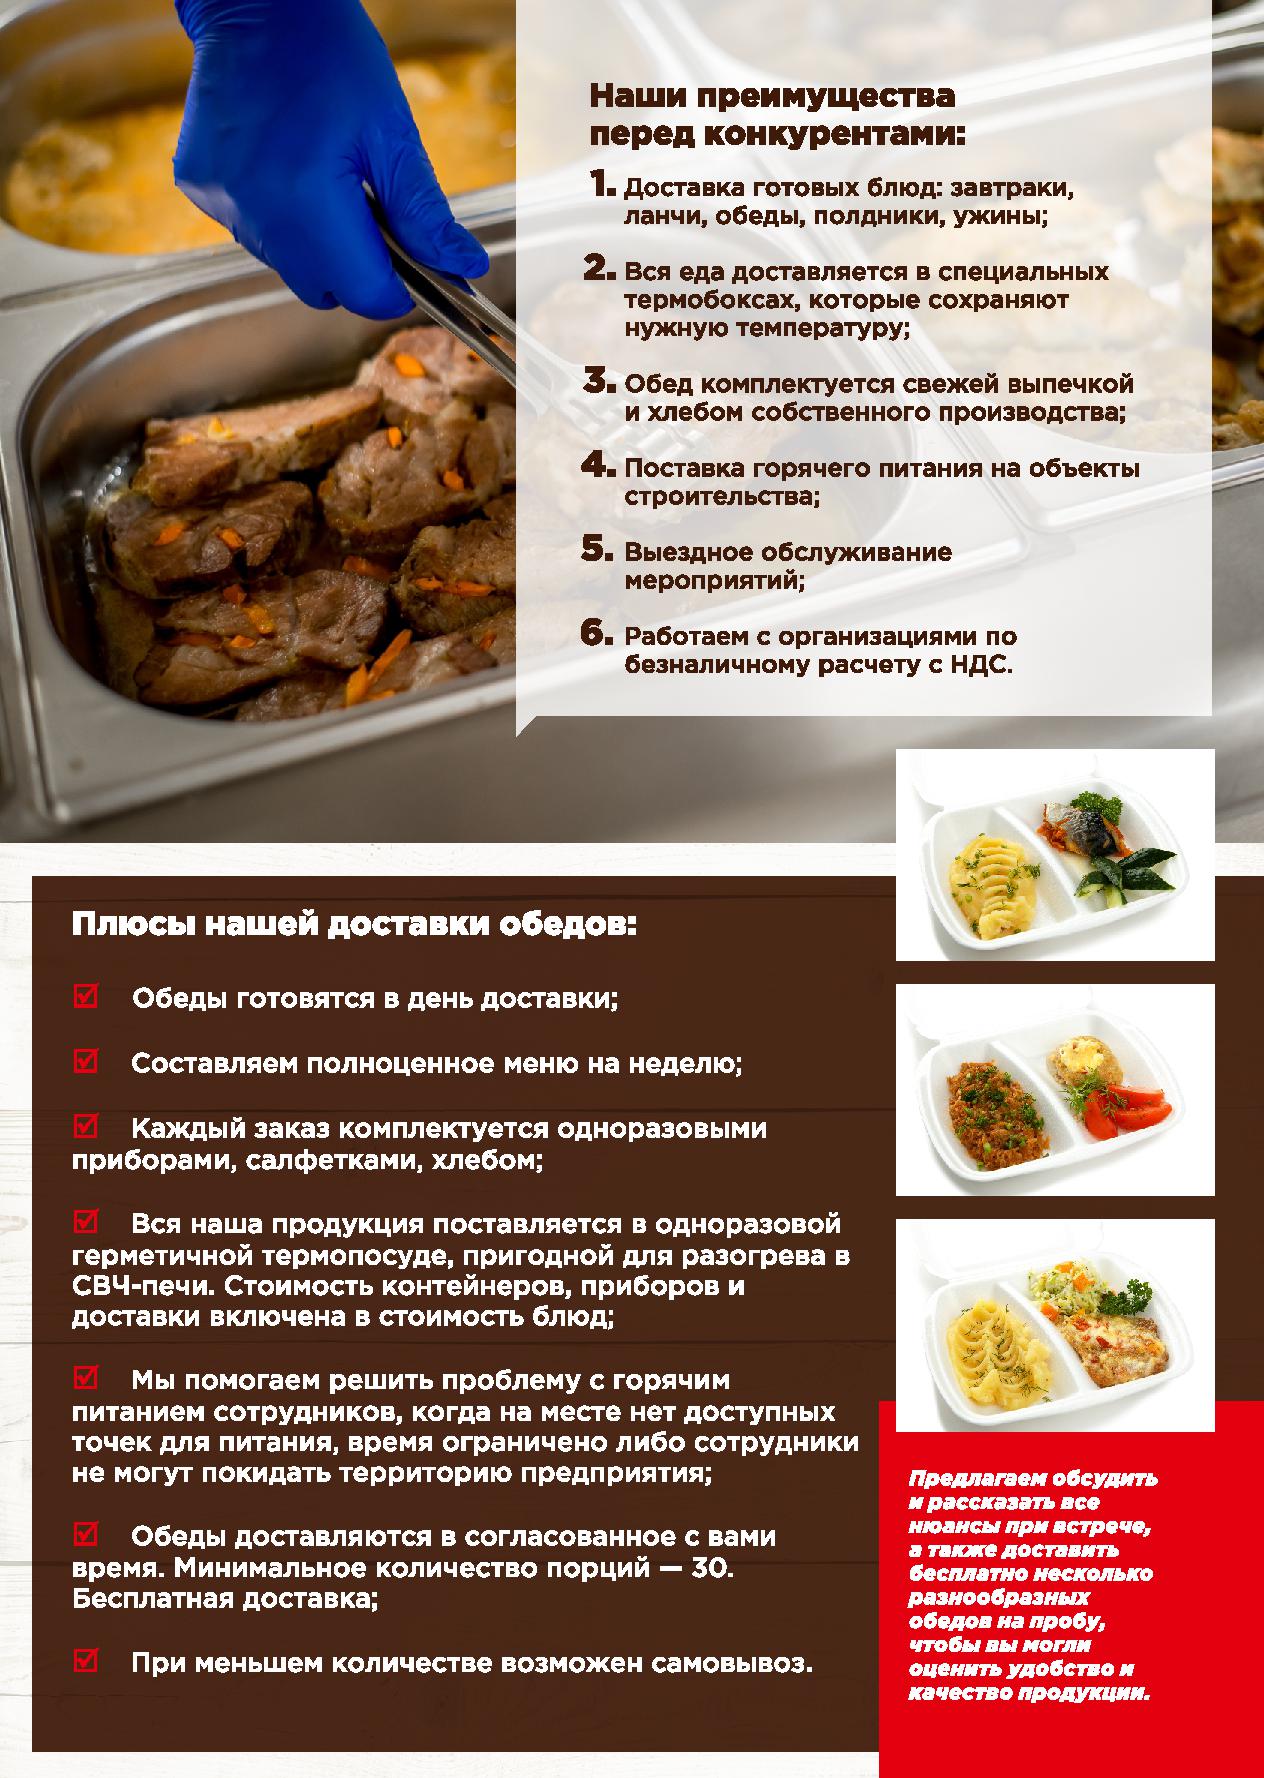 Наши преимущества
перед конкурентами:
1. Доставка готовых блюд: завтраки,
ланчи, обеды, полдники, ужины;
2. Вся еда доставляется в специальных
термобоксах, которые сохраняют
нужную температуру;
3. Обед комплектуется свежей выпечкой
и хлебом собственного производства;
4. Поставка горячего питания на объекты
строительства;
5. Выездное обслуживание
мероприятий;
6. Работаем с организациями по
безналичному расчету с НДС.
Плюсы нашей доставки обедов:
Обеды готовятся в день доставки;
Составляем полноценное меню на неделю;
Каждый заказ комплектуется одноразовыми
приборами, салфетками, хлебом;
Вся наша продукция поставляется в одноразовой
герметичной термопосуде, пригодной для разогрева в
СВЧ-печи. Стоимость контейнеров, приборов и
доставки включена в стоимость блюд;
Мы помогаем решить проблему с горячим
питанием сотрудников, когда на месте нет доступных
точек для питания, время ограничено либо сотрудники
не могут покидать территорию предприятия;
Обеды доставляются в согласованное с вами
время. Минимальное количество порций — 30.
Бесплатная доставка;
При меньшем количестве возможен самовывоз.
Предлагаем обсудить
и рассказать все
нюансы при встрече,
а также доставить
бесплатно несколько
разнообразных
обедов на пробу,
чтобы вы могли
оценить удобство и
качество продукции.